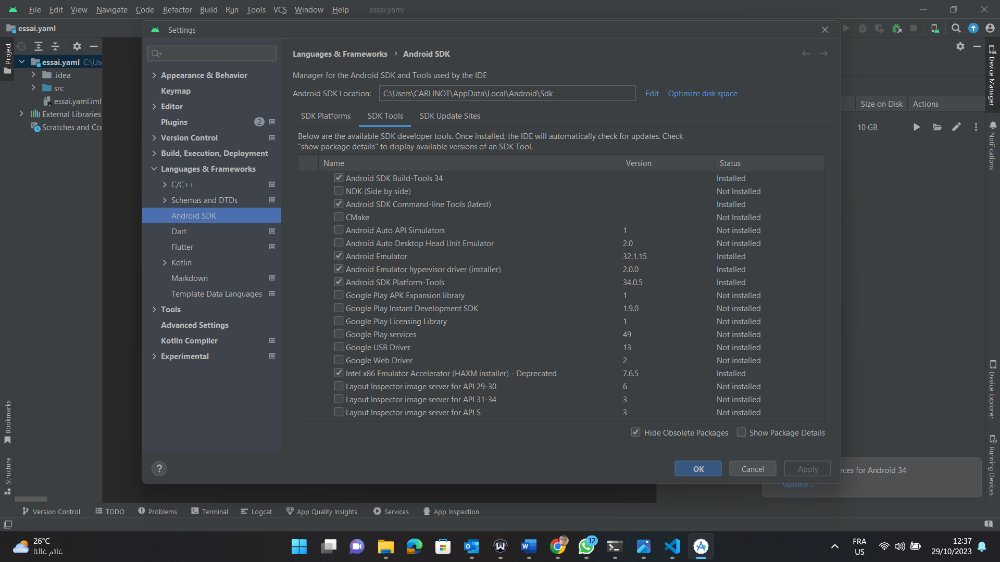 File Edit View Navigate Code Refactor Build Run Tools VCS Window Help essai.yaml
essai.yaml
Settings
Project
essai.yaml C:\Use
.idea
src
essai.yaml.iml
External Libraries
Scratches and Co
Appearance & Behavior
Keymap
Editor
Plugins 2
Version Control
Build, Execution, Deployment
Languages & Frameworks
C/C++
Schemas and DTDs
Android SDK
Dart
Flutter
Kotlin
Markdown
Template Data Languages
Tools
Advanced Settings
Kotlin Compiler
Experimental
Languages & Frameworks › Android SDK
Manager for the Android SDK and Tools used by the IDE
Android SDK Location: C:\Users\CARLINOT\AppData\Local\Android\Sdk Edit Optimize disk space
SDK Platforms SDK Tools SDK Update Sites
Below are the available SDK developer tools. Once installed, the IDE will automatically check for updates. Check
"show package details" to display available versions of an SDK Tool.
Name Version Status
Android SDK Build-Tools 34 Installed
NDK (Side by side) Not Installed
Android SDK Command-line Tools (latest) Installed
CMake Not Installed
Android Auto API Simulators 1 Not installed
Android Auto Desktop Head Unit Emulator 2.0 Not installed
Android Emulator 32.1.15 Installed
Android Emulator hypervisor driver (installer) 2.0.0 Installed
Android SDK Platform-Tools 34.0.5 Installed
Google Play APK Expansion library 1 Not installed
Google Play Instant Development SDK 1.9.0 Not installed
Google Play Licensing Library 1 Not installed
Google Play services 49 Not installed
Google USB Driver 13 Not installed
Google Web Driver 2 Not installed
Intel x86 Emulator Accelerator (HAXM installer) - Deprecated 7.6.5 Installed
Layout Inspector image server for API 29-30 6 Not installed
Layout Inspector image server for API 31-34 3 Not installed
Layout Inspector image server for API S 3 Not installed
Hide Obsolete Packages Show Package Details
? OK Cancel Apply
Size on Disk Actions
10 GB
Device Manager
Notifications
Device Explorer
Running Devices
rces for Android 34
Update...
Bookmarks
Structure
Version Control TODO Problems Terminal Logcat App Quality Insights Services App Inspection
26°C
غائم غالبًا
12
FRA
US
12:37
29/10/2023